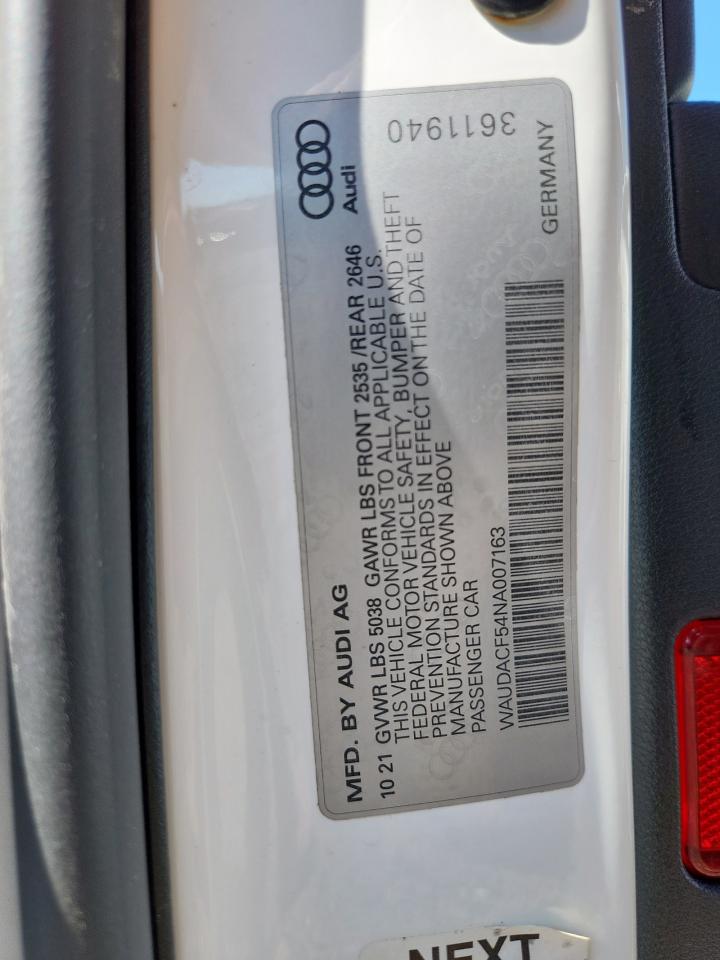 MFD. BY AUDI AG
Audi
10 21 GVWR LBS 5038 GAWR LBS FRONT 2535 /REAR 2646
THIS VEHICLE CONFORMS TO ALL APPLICABLE U.S.
FEDERAL MOTOR VEHICLE SAFETY, BUMPER AND THEFT
PREVENTION STANDARDS IN EFFECT ON THE DATE OF
MANUFACTURE SHOWN ABOVE
PASSENGER CAR
3611940
WAUDACF54NA007163
GERMANY
NEXT